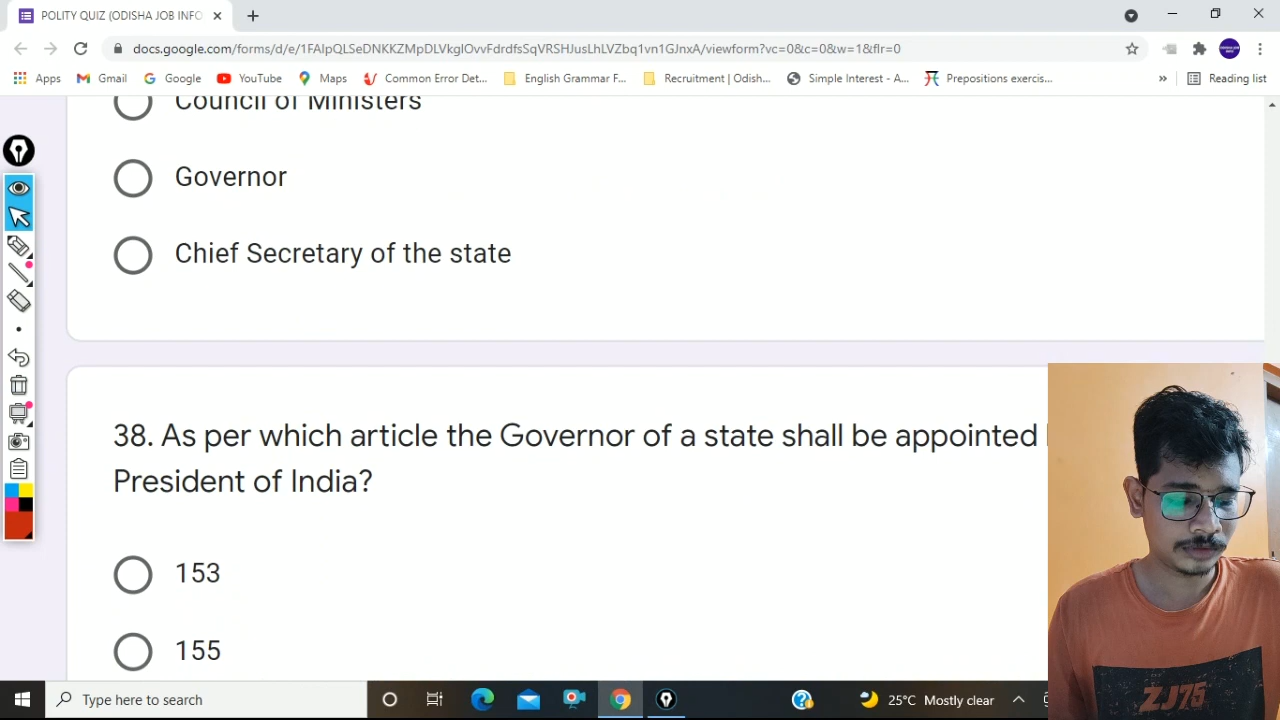 POLITY QUIZ (ODISHA JOB INFO
docs.google.com/forms/d/e/1FAIpQLSeDNKKZMpDLVkglOvvFdrdfsSqVRSHJusLhLVZbq1vn1GJnxA/viewform?vc=0&c=0&w=1&flr=0
Apps Gmail Google YouTube Maps Common Error Det... English Grammar F... Recruitment | Odish... Simple Interest - A... Prepositions exercis... » Reading list
Council of Ministers
Governor
Chief Secretary of the state
38. As per which article the Governor of a state shall be appointed
President of India?
153
155
ZJ75
Type here to search
25°C Mostly clear